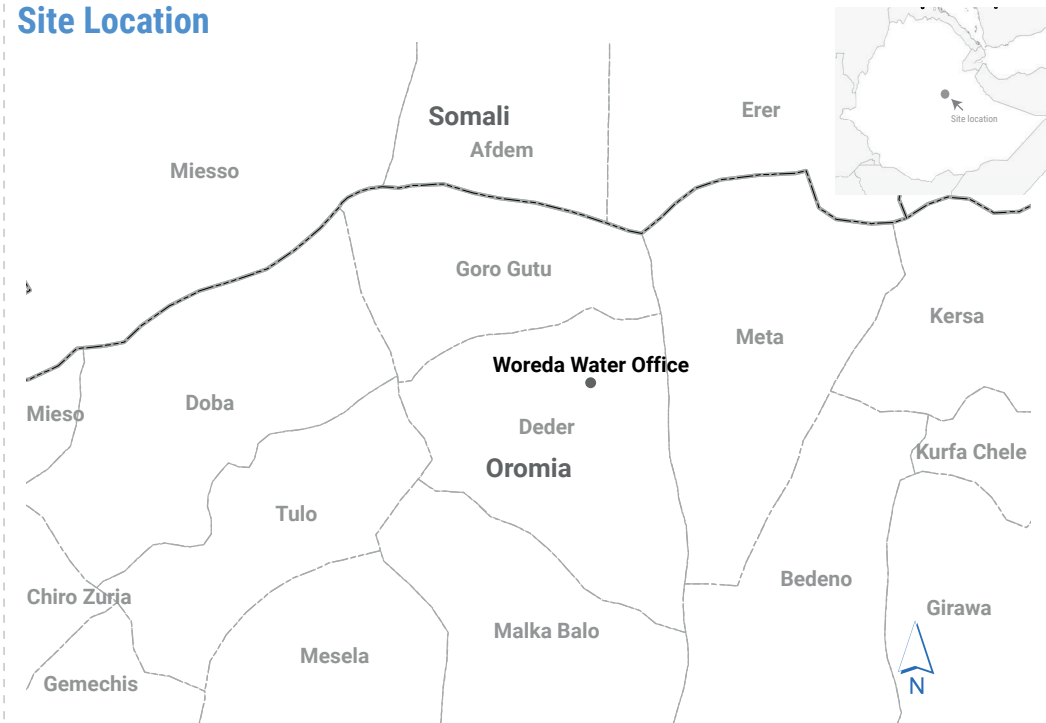 Site Location
Somali
Afdem
Erer
Site location
Miesso
Goro Gutu
Kersa
Meta
Woreda Water Office
Mieso
Doba
Deder
Kurfa Chele
Oromia
Tulo
Bedeno
Chiro Zuria
Girawa
Malka Balo
Mesela
Gemechis
N